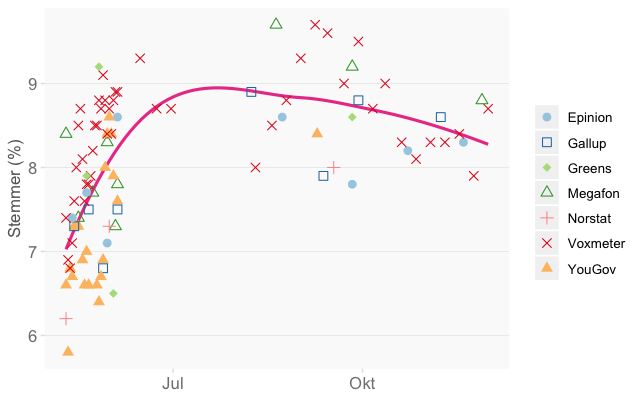 9
8
7
6
Stemmer (%)
Jul
Okt
Epinion
Gallup
Greens
Megafon
Norstat
Voxmeter
YouGov